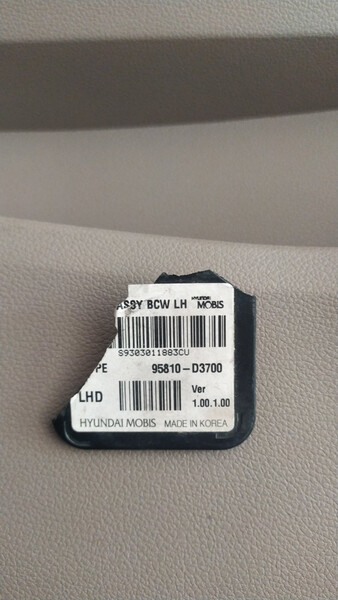 ASSY BCW LH HYUNDAI MOBIS
S9303011883CU
PE 95810-D3700
LHD Ver
1.00.1.00
HYUNDAI MOBIS MADE IN KOREA